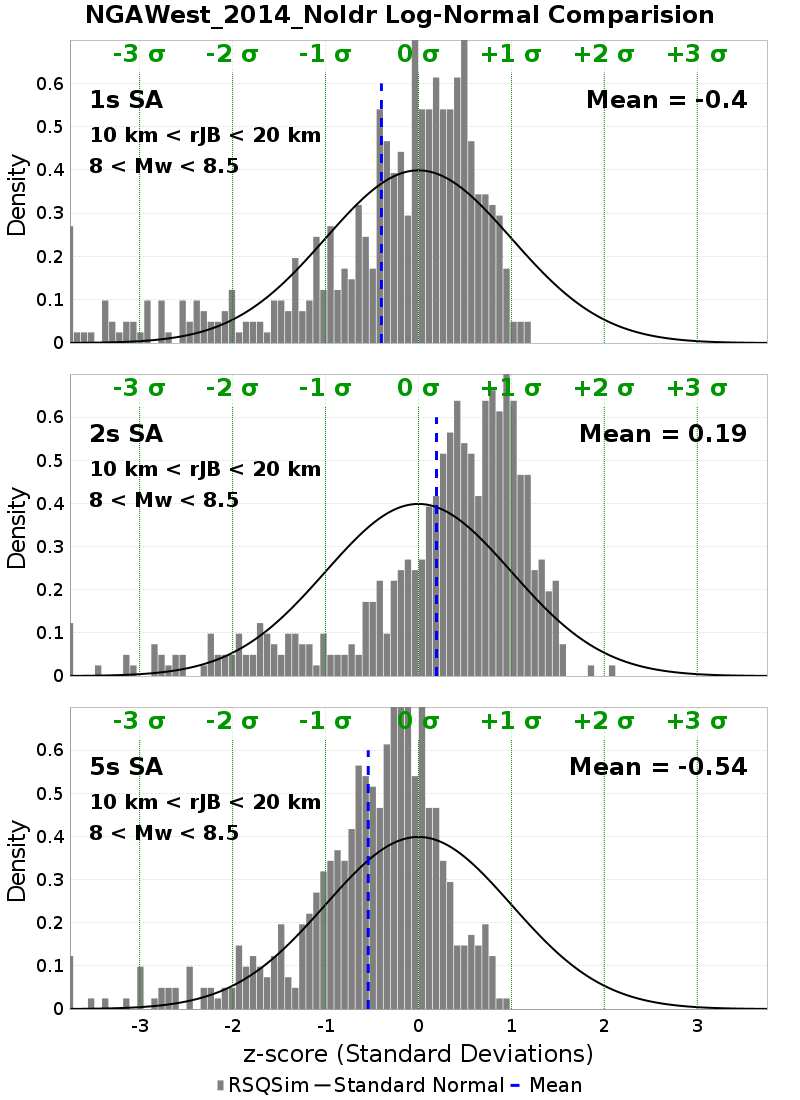 NGAWest_2014_NoIdr Log-Normal Comparision
-3 σ -2 σ -1 σ 0 σ +1 σ +2 σ +3 σ
1s SA Mean = -0.4
10 km < rJB < 20 km
8 < Mw < 8.5
Density
0.6
0.5
0.4
0.3
0.2
0.1
0
-3 σ -2 σ -1 σ 0 σ +1 σ +2 σ +3 σ
2s SA Mean = 0.19
10 km < rJB < 20 km
8 < Mw < 8.5
Density
0.6
0.5
0.4
0.3
0.2
0.1
0
-3 σ -2 σ -1 σ 0 σ +1 σ +2 σ +3 σ
5s SA Mean = -0.54
10 km < rJB < 20 km
8 < Mw < 8.5
Density
0.6
0.5
0.4
0.3
0.2
0.1
0
-3 -2 -1 0 1 2 3
z-score (Standard Deviations)
RSQSim Standard Normal Mean